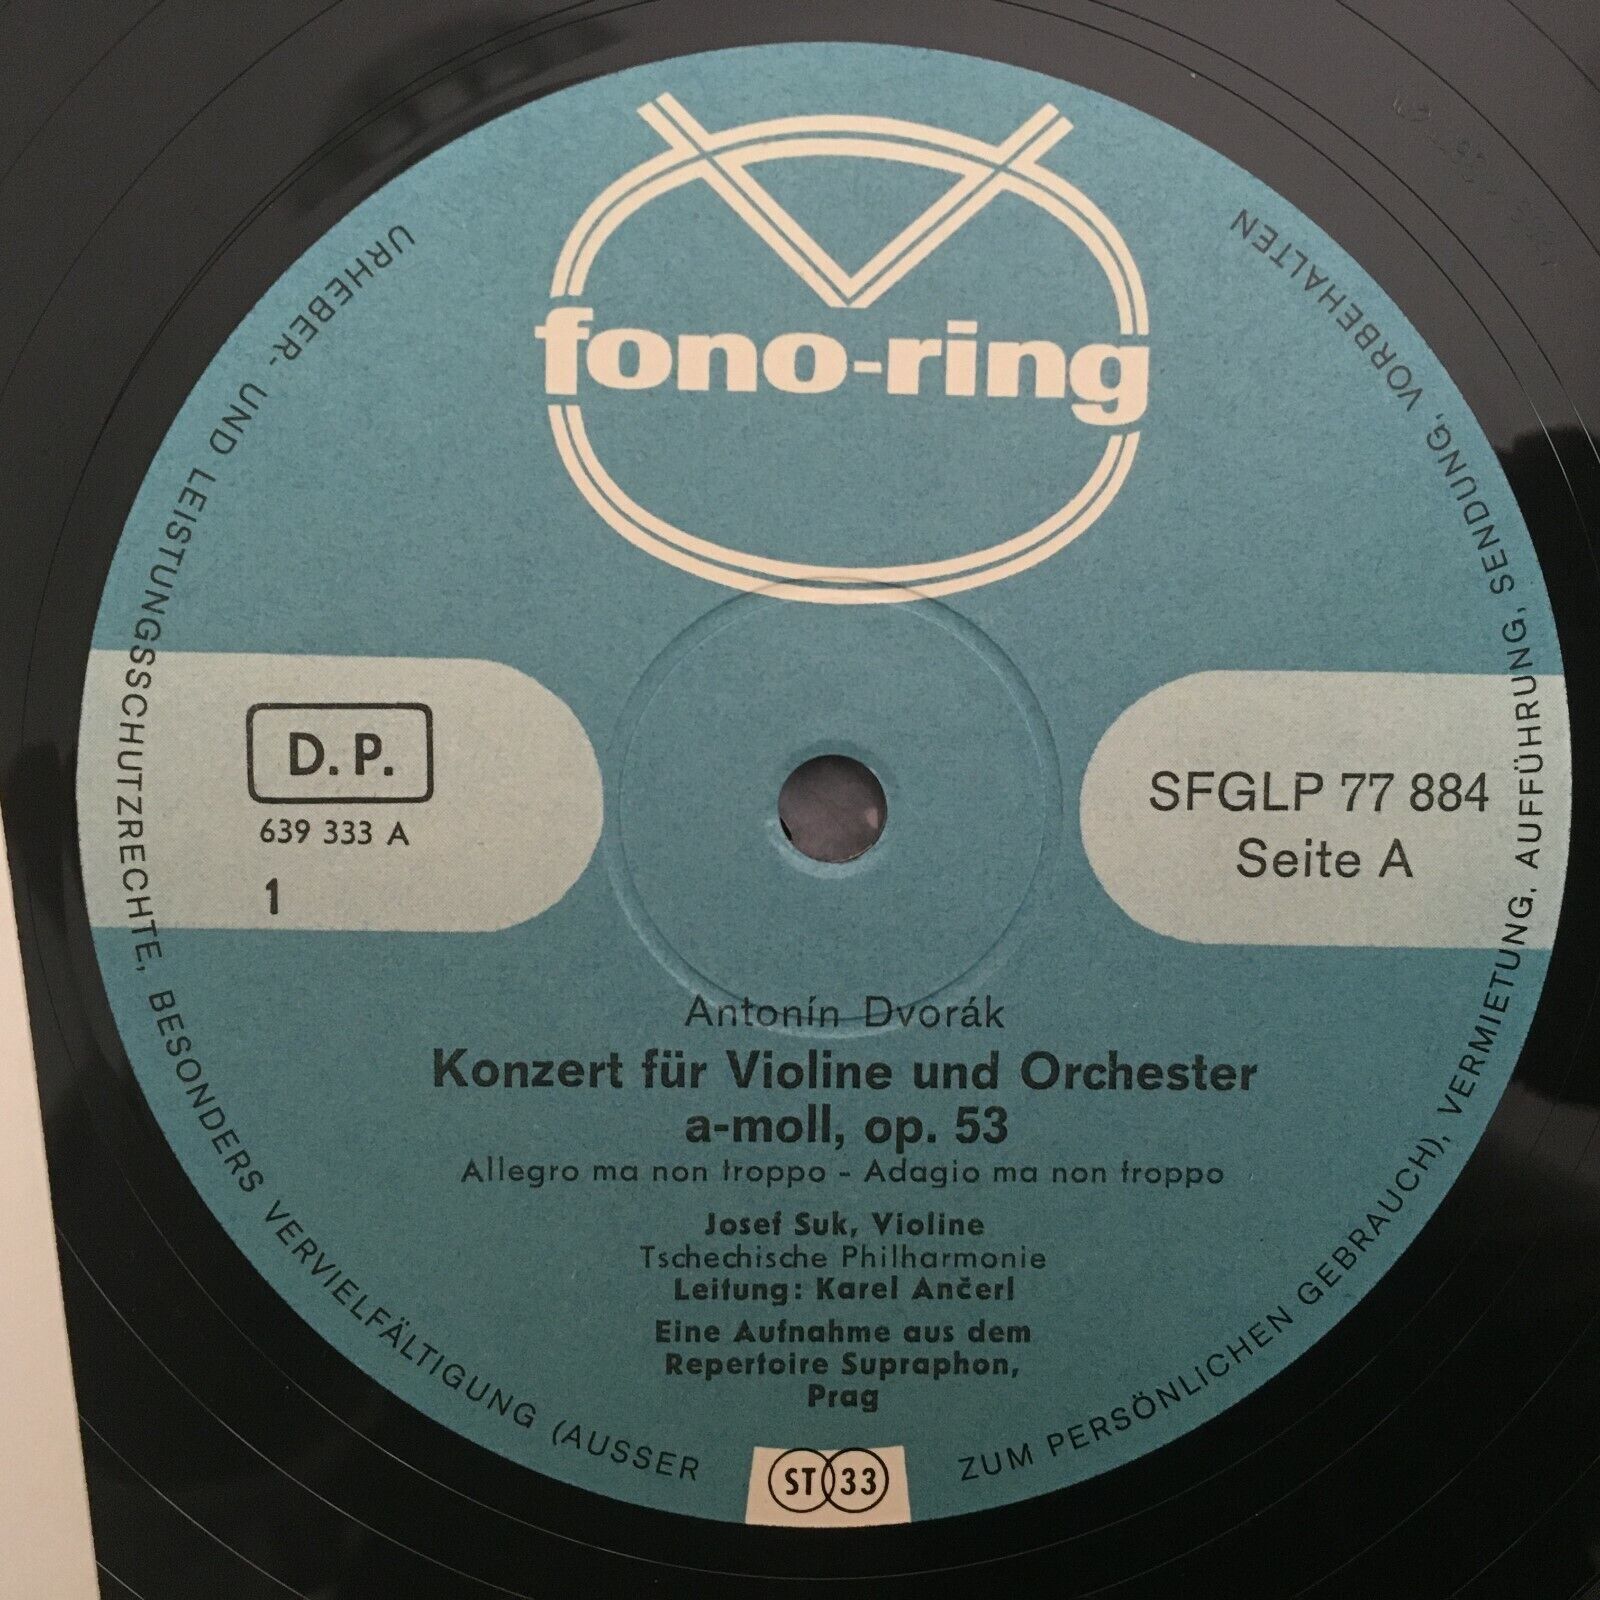 fono-ring
D. P.
639 333 A
1
SFGLP 77 884
Seite A
Antonín Dvorák
Konzert für Violine und Orchester
a-moll, op. 53
Allegro ma non troppo - Adagio ma non troppo
Josef Suk, Violine
Tschechische Philharmonie
Leitung: Karel Ančerl
Eine Aufnahme aus dem
Repertoire Supraphon,
Prag
ST 33
URHEBER- UND LEISTUNGSSCHUTZRECHTE, BESONDERS VERVIELFÄLTIGUNG (AUSSER ZUM PERSÖNLICHEN GEBRAUCH), VERMIETUNG, AUFFÜHRUNG, SENDUNG, VORBEHALTEN